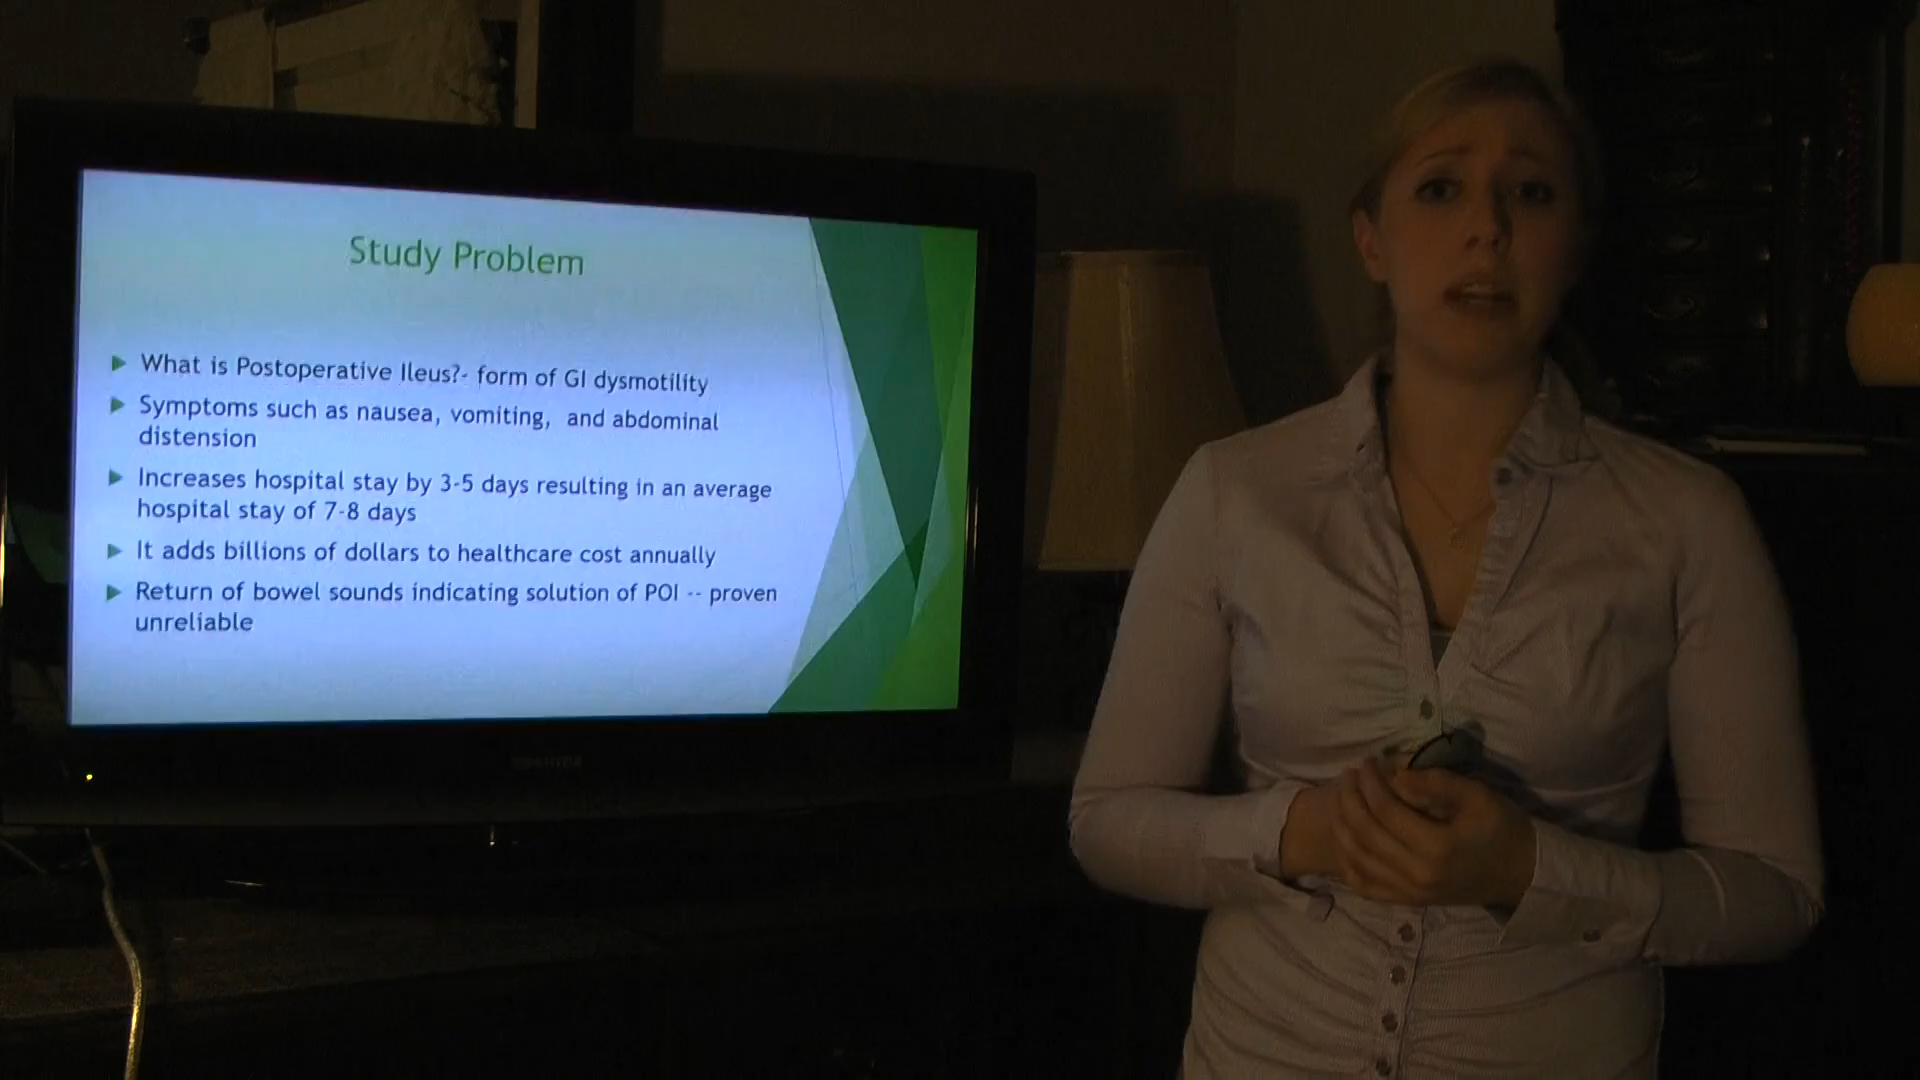 Study Problem
What is Postoperative Ileus?- form of GI dysmotility
Symptoms such as nausea, vomiting, and abdominal
distension
Increases hospital stay by 3-5 days resulting in an average
hospital stay of 7-8 days
It adds billions of dollars to healthcare cost annually
Return of bowel sounds indicating solution of POI -- proven
unreliable
TOSHIBA